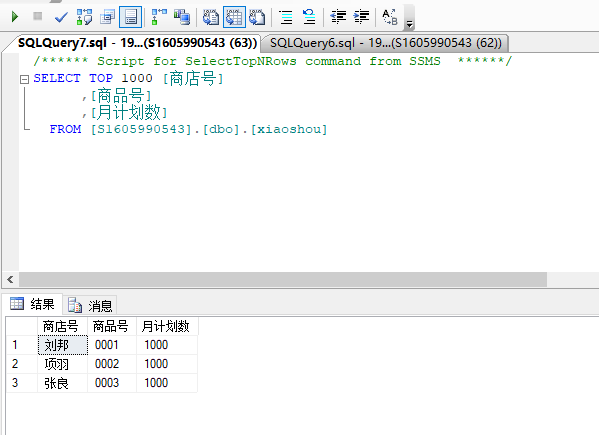 SQLQuery7.sql - 19...(S1605990543 (63)) SQLQuery6.sql - 19...(S1605990543 (62))
/****** Script for SelectTopNRows command from SSMS  ******/
SELECT TOP 1000 [商店号]
,[商品号]
,[月计划数]
FROM [S1605990543].[dbo].[xiaoshou]
结果 消息
商店号 商品号 月计划数
1 刘邦 0001 1000
2 项羽 0002 1000
3 张良 0003 1000